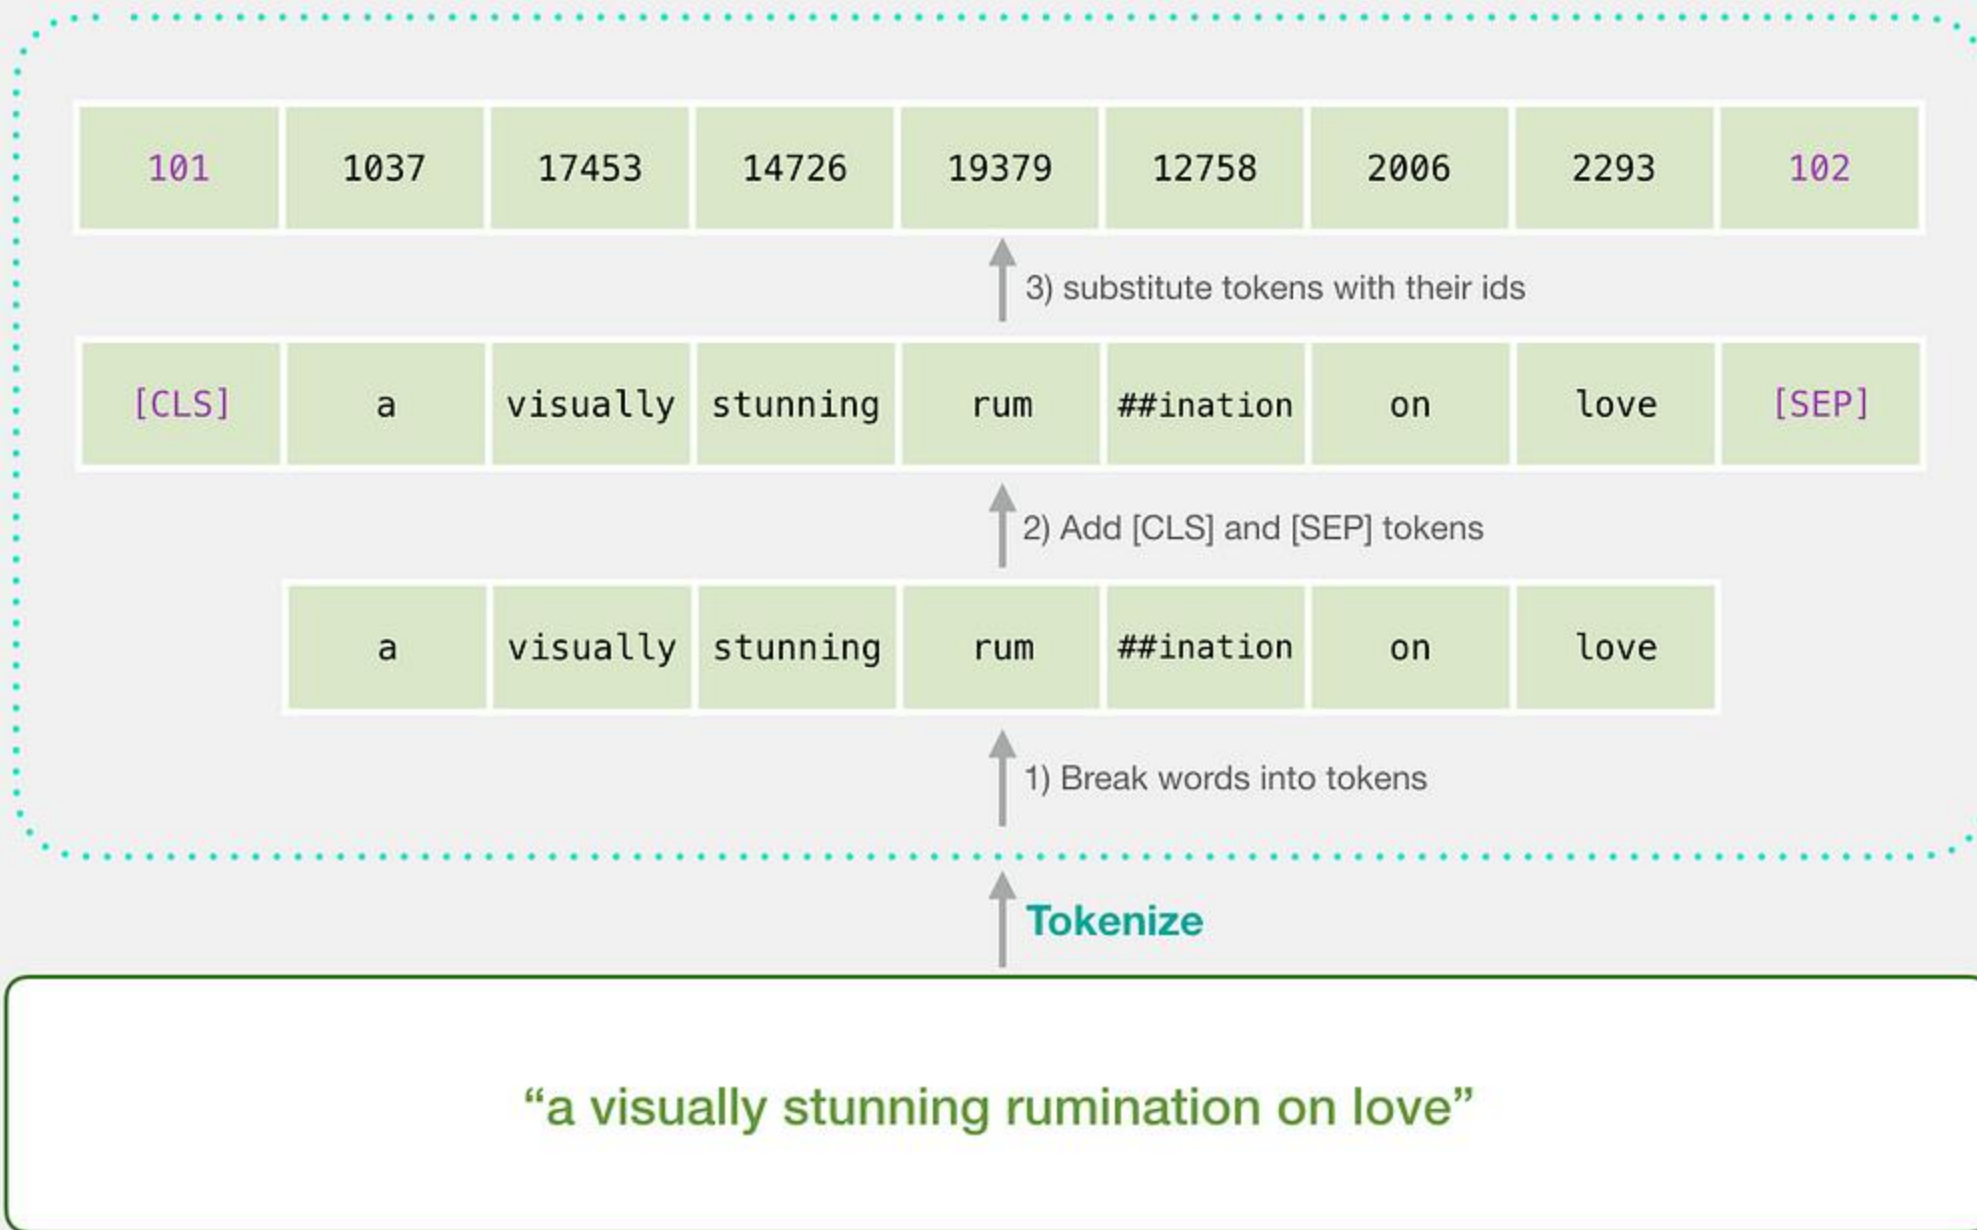 101 1037 17453 14726 19379 12758 2006 2293 102
3) substitute tokens with their ids
[CLS] a visually stunning rum ##ination on love [SEP]
2) Add [CLS] and [SEP] tokens
a visually stunning rum ##ination on love
1) Break words into tokens
Tokenize
“a visually stunning rumination on love”